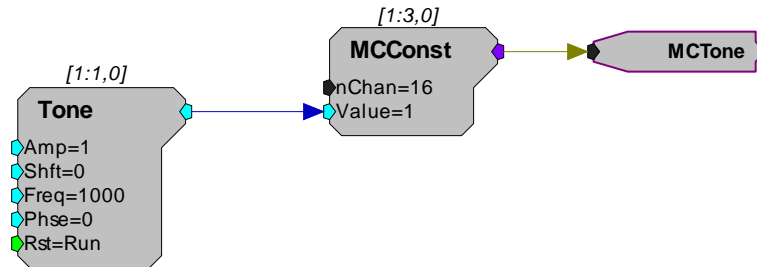 [1:1,0]
Tone
Amp=1
Shft=0
Freq=1000
Phse=0
Rst=Run
[1:3,0]
MCConst
nChan=16
Value=1
MCTone